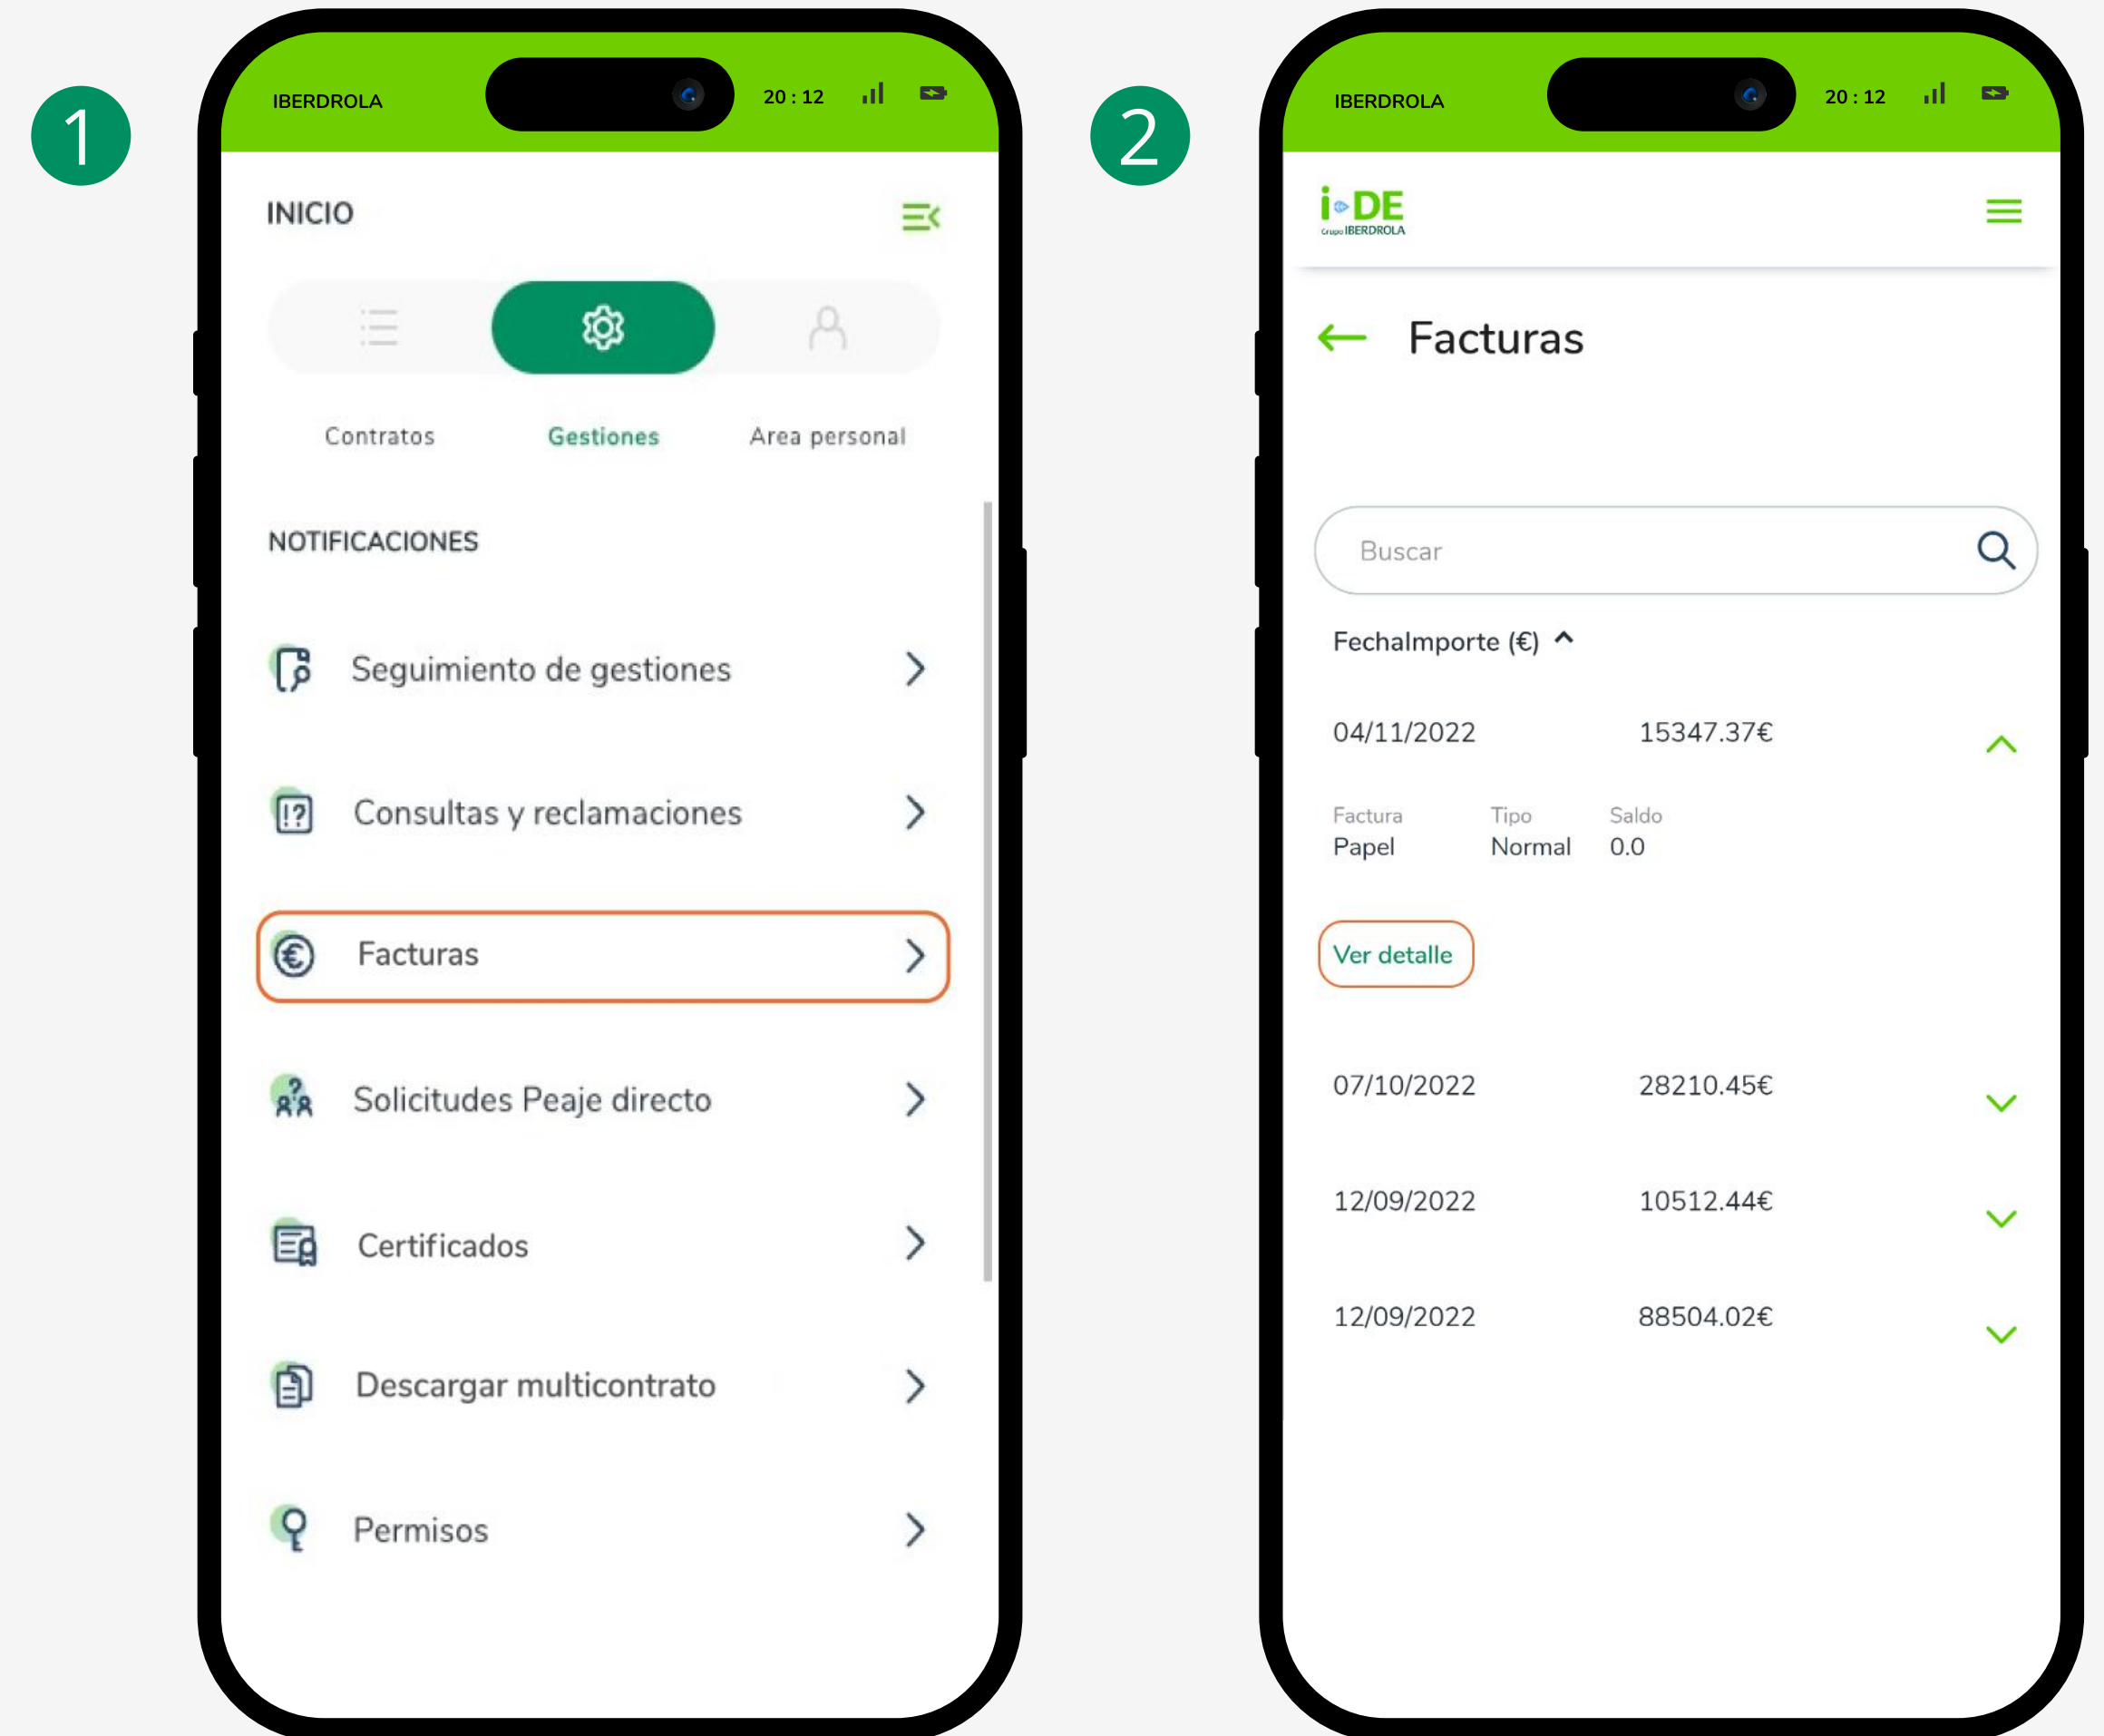 1
IBERDROLA
20 : 12
INICIO
Contratos
Gestiones
Area personal
NOTIFICACIONES
Seguimiento de gestiones
!?
Consultas y reclamaciones
€
Facturas
?
Solicitudes Peaje directo
Certificados
Descargar multicontrato
Permisos
2
IBERDROLA
20 : 12
i DE
Grupo IBERDROLA
Facturas
Buscar
FechaImporte (€)
04/11/2022 15347.37€
Factura Tipo Saldo
Papel Normal 0.0
Ver detalle
07/10/2022 28210.45€
12/09/2022 10512.44€
12/09/2022 88504.02€